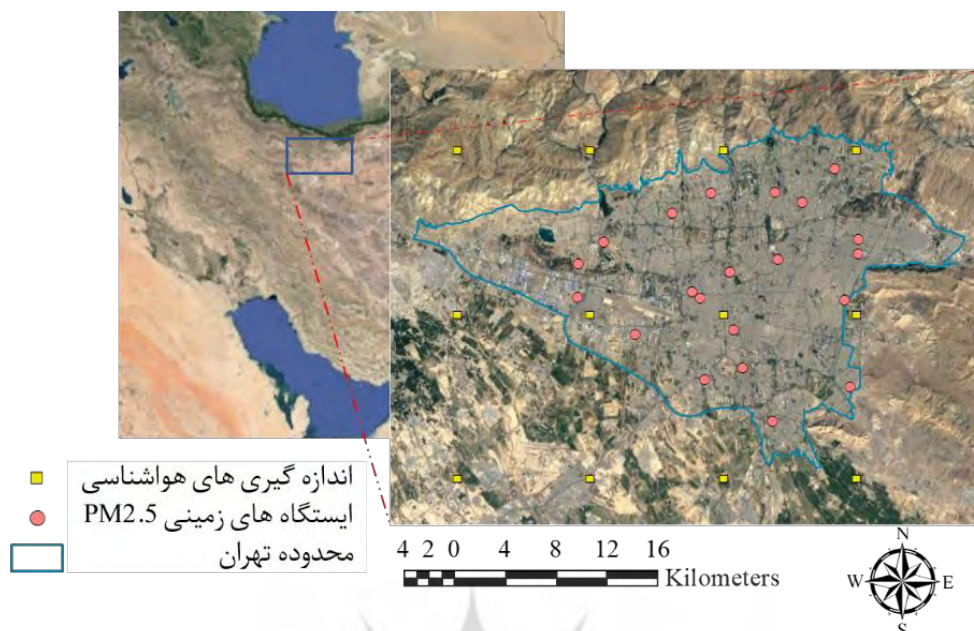 اندازه گیری های هواشناسی
ایستگاه های زمینی PM2.5
محدوده تهران
4 2 0 4 8 12 16
Kilometers
N
W E
S